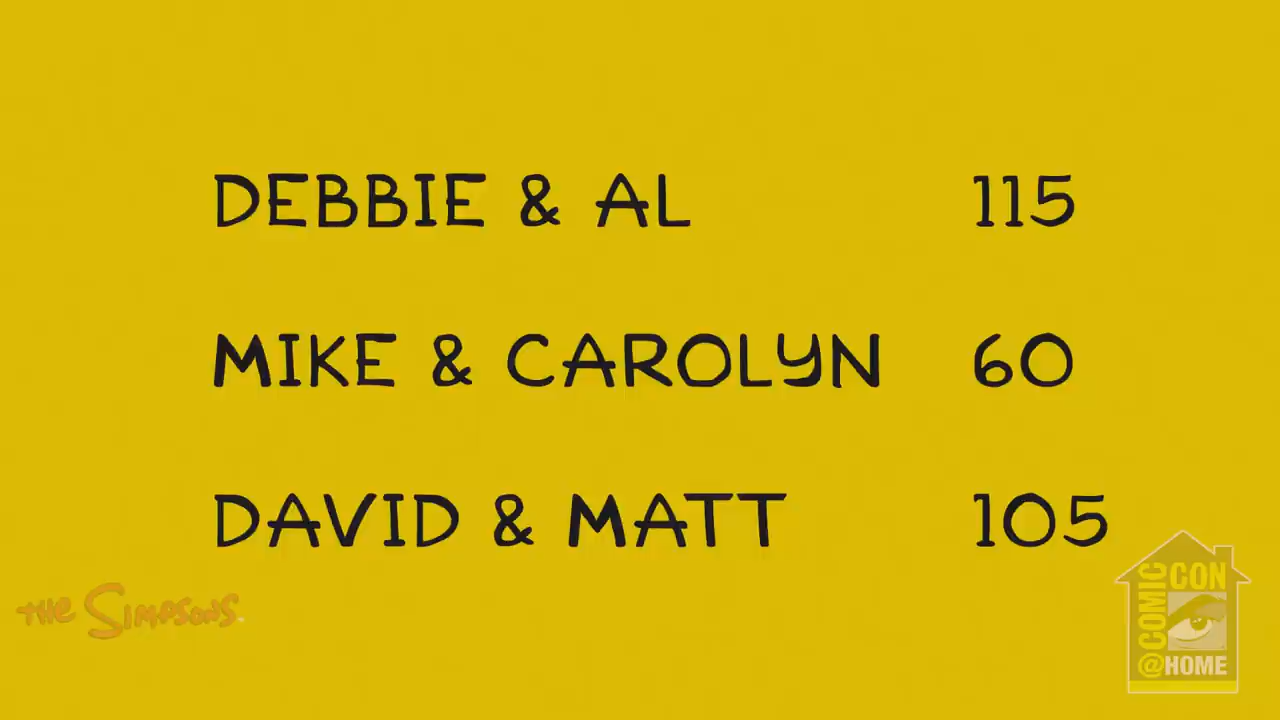 DEBBIE & AL 115
MIKE & CAROLYN 60
DAVID & MATT 105
THE SIMPSONS
COMIC CON
@HOME